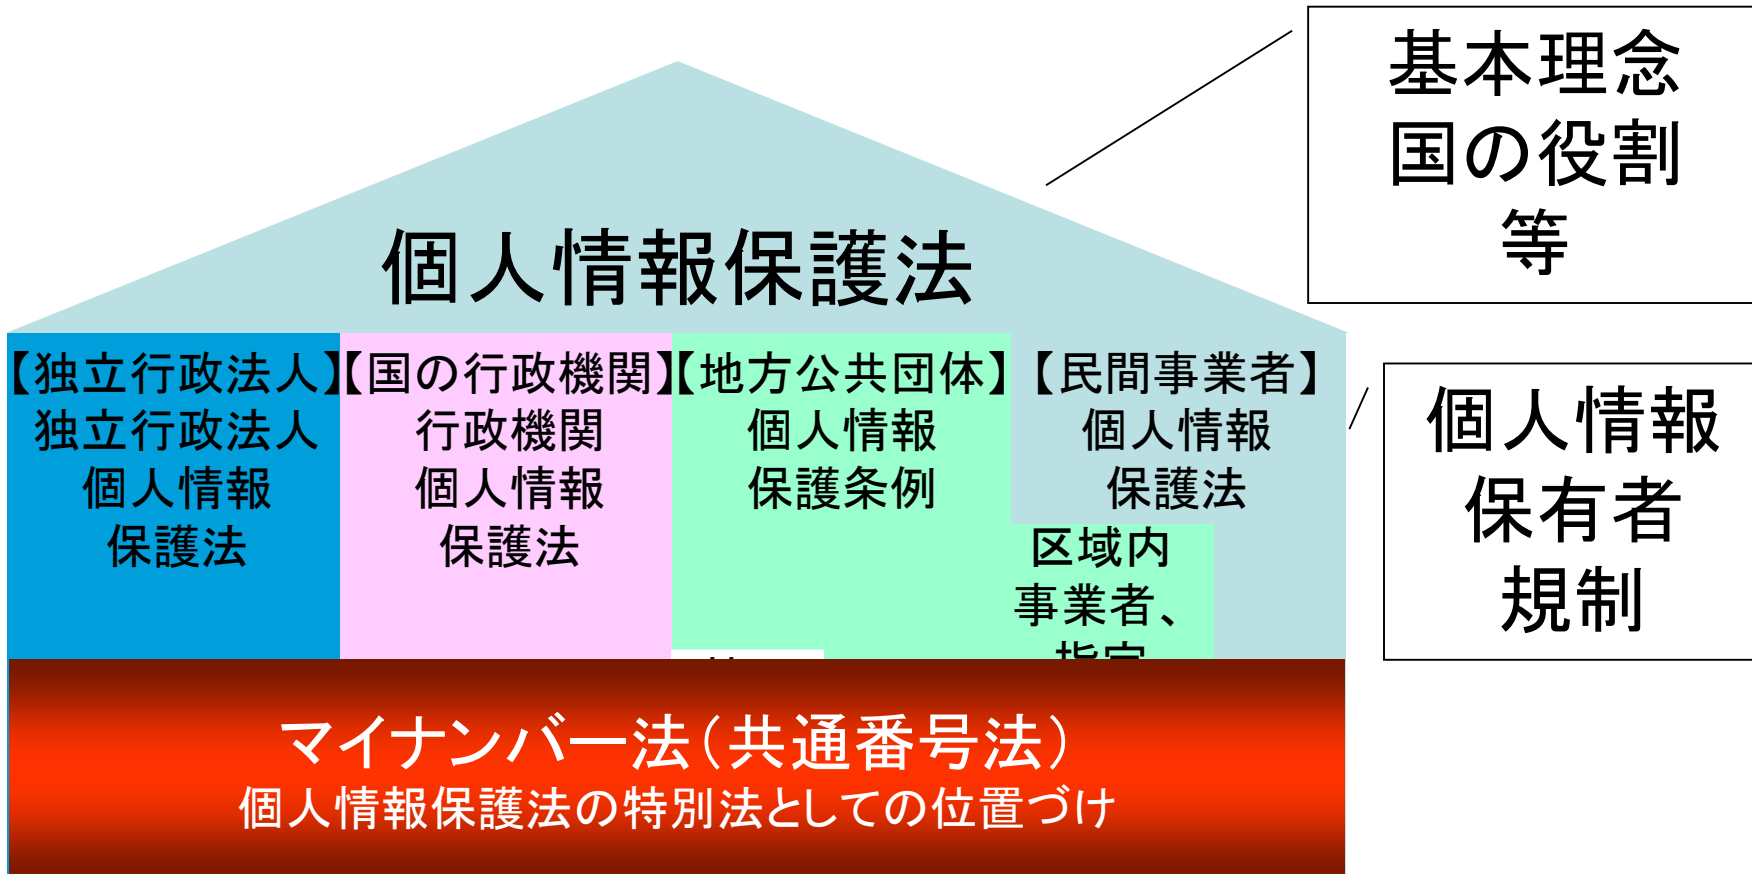 基本理念
国の役割
等
個人情報保護法
【独立行政法人】
独立行政法人
個人情報
保護法
【国の行政機関】
行政機関
個人情報
保護法
【地方公共団体】
個人情報
保護条例
【民間事業者】
個人情報
保護法
区域内
事業者、
指定
個人情報
保有者
規制
マイナンバー法（共通番号法）
個人情報保護法の特別法としての位置づけ